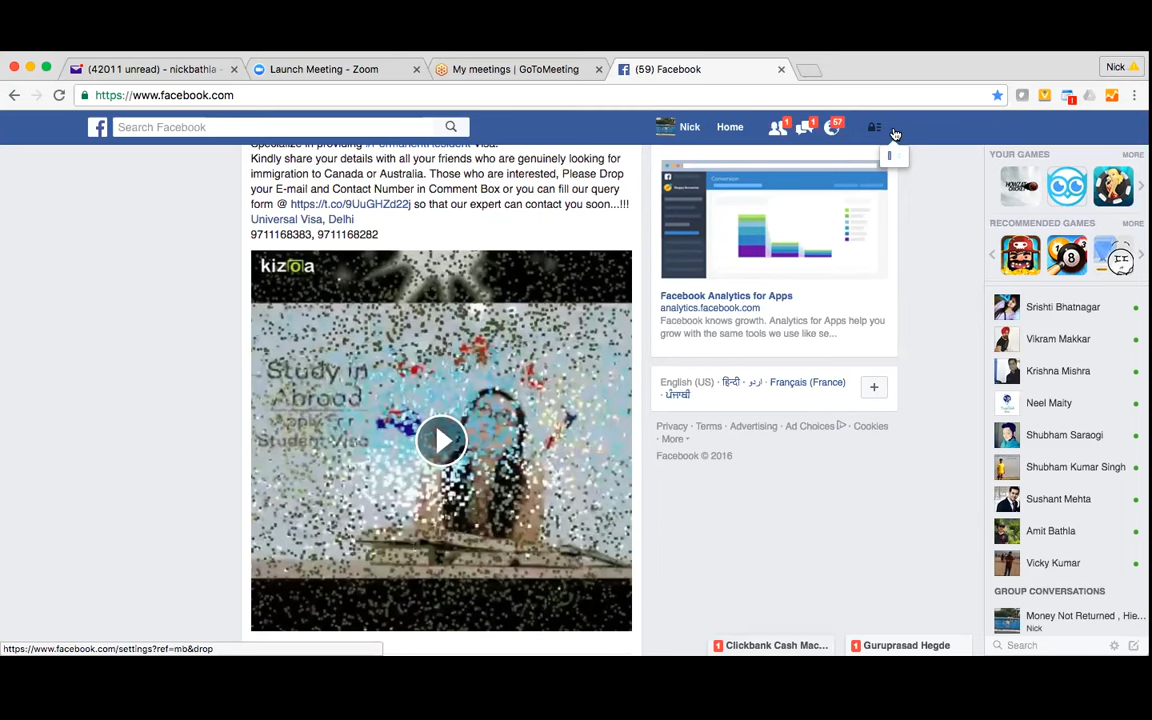 (42011 unread) - nickbathla-
Launch Meeting - Zoom
My meetings | GoToMeeting
(59) Facebook
Nick
https://www.facebook.com
Search Facebook
Nick
Home
1
1
57
Kindly share your details with all your friends who are genuinely looking for
immigration to Canada or Australia. Those who are interested, Please Drop
your E-mail and Contact Number in Comment Box or you can fill our query
form @ https://t.co/9UuGHZd22j so that our expert can contact you soon...!!!
Universal Visa, Delhi
9711168383, 9711168282
kizoa
Study in
Abroad
Student Visa
Conversion
Facebook Analytics for Apps
analytics.facebook.com
Facebook knows growth. Analytics for Apps help you
grow with the same tools we use like se...
English (US) · हिन्दी · اردو · Français (France)
· ਪੰਜਾਬੀ
Privacy · Terms · Advertising · Ad Choices · Cookies
· More
Facebook © 2016
YOUR GAMES
MORE
RECOMMENDED GAMES
MORE
Srishti Bhatnagar
Vikram Makkar
Krishna Mishra
Neel Maity
Shubham Saraogi
Shubham Kumar Singh
Sushant Mehta
Amit Bathla
Vicky Kumar
GROUP CONVERSATIONS
Money Not Returned , Hie...
Nick
Search
1 Clickbank Cash Mac...
1 Guruprasad Hegde
https://www.facebook.com/settings?ref=mb&drop